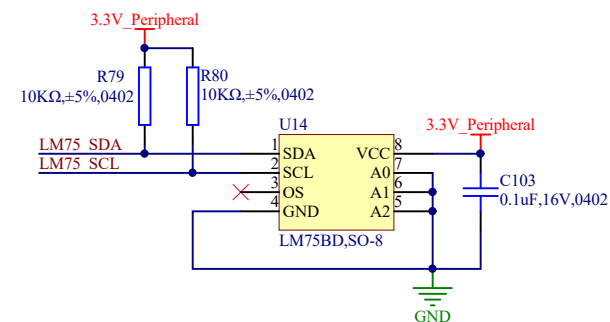 3.3V_Peripheral
R79
10KΩ,±5%,0402
R80
10KΩ,±5%,0402
LM75_SDA
LM75_SCL
U14
1 SDA VCC 8
2 SCL A0 7
3 OS A1 6
4 GND A2 5
LM75BD,SO-8
3.3V_Peripheral
C103
0.1uF,16V,0402
GND